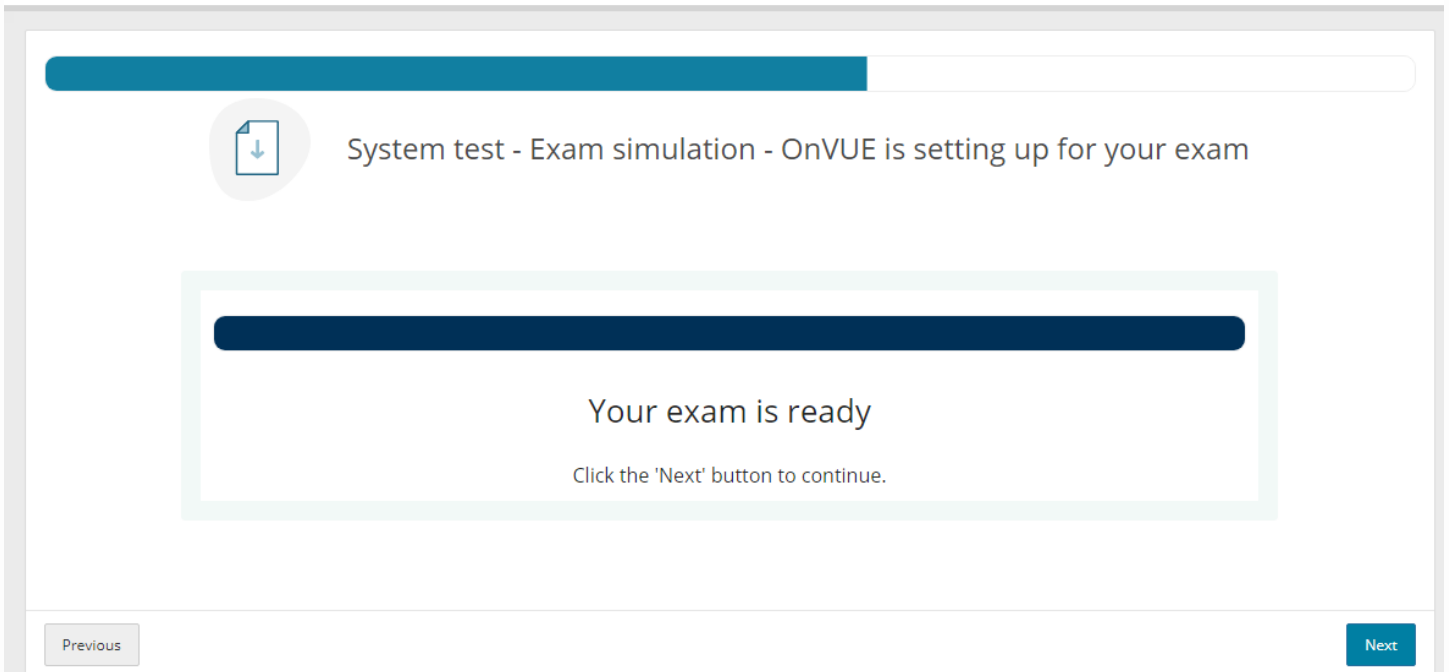 System test - Exam simulation - OnVUE is setting up for your exam
Your exam is ready
Click the 'Next' button to continue.
Previous
Next